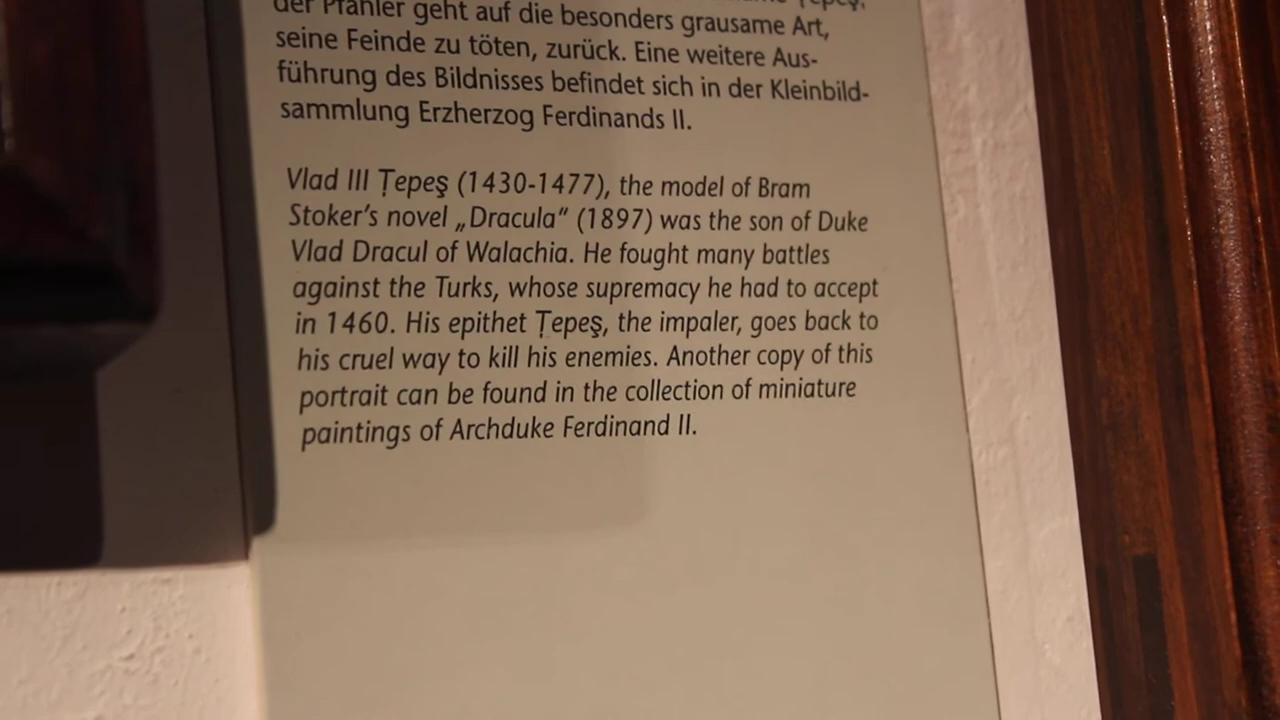 der Pfähler geht auf die besonders grausame Art,
seine Feinde zu töten, zurück. Eine weitere Aus-
führung des Bildnisses befindet sich in der Kleinbild-
sammlung Erzherzog Ferdinands II.
Vlad III Ţepeş (1430-1477), the model of Bram
Stoker's novel „Dracula“ (1897) was the son of Duke
Vlad Dracul of Walachia. He fought many battles
against the Turks, whose supremacy he had to accept
in 1460. His epithet Ţepeş, the impaler, goes back to
his cruel way to kill his enemies. Another copy of this
portrait can be found in the collection of miniature
paintings of Archduke Ferdinand II.